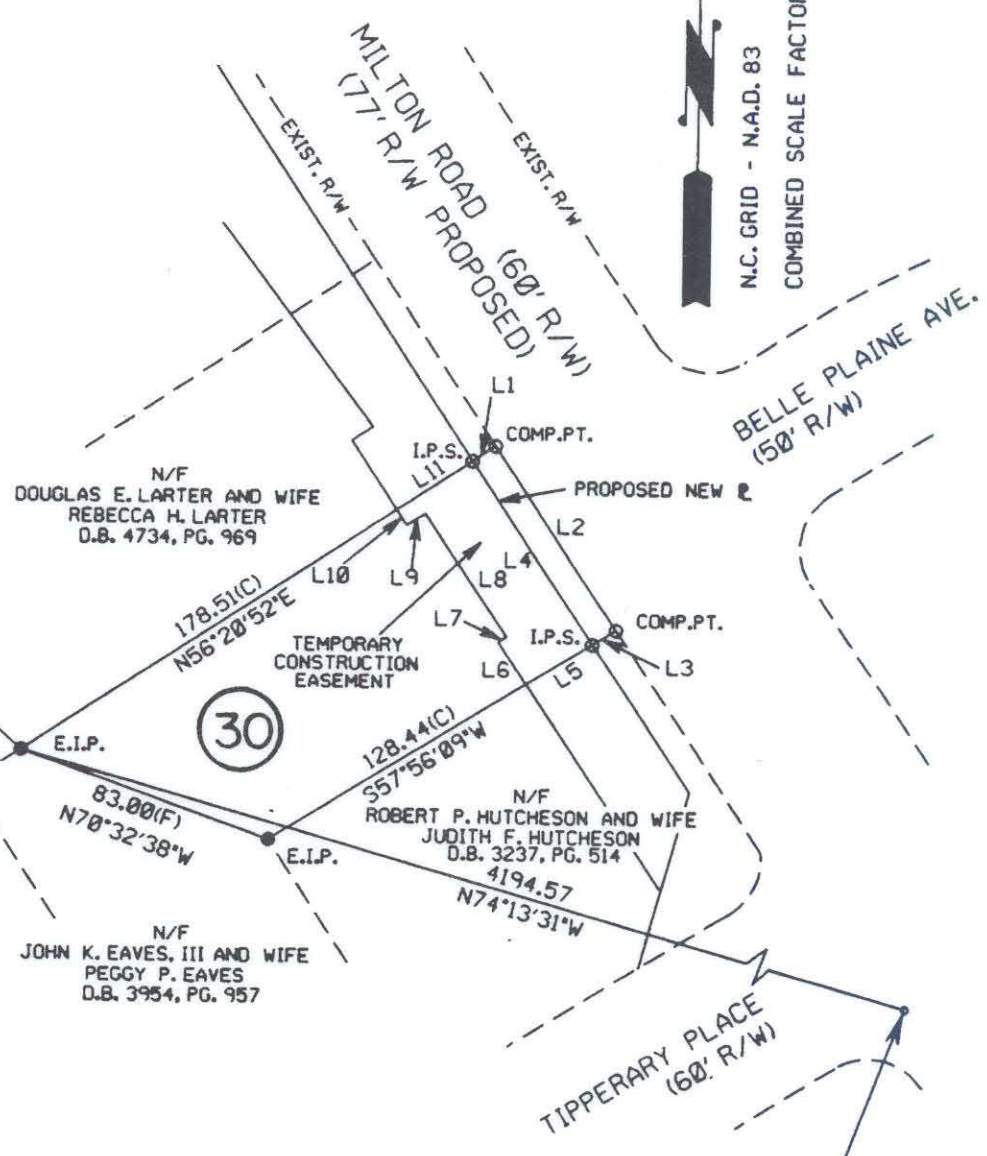 MILTON ROAD (60' R/W)
(77' R/W PROPOSED)
EXIST. R/W
EXIST. R/W
N.C. GRID - N.A.D. 83
COMBINED SCALE FACTOR
BELLE PLAINE AVE.
(50' R/W)
L1
COMP.PT.
I.P.S.
L11
PROPOSED NEW
N/F
DOUGLAS E. LARTER AND WIFE
REBECCA H. LARTER
D.B. 4734, PG. 969
L2
L4
L10
L9
L8
178.51(C)
N56°20'52"E
L7
TEMPORARY
CONSTRUCTION
EASEMENT
I.P.S.
COMP.PT.
L6
L5
L3
30
E.I.P.
128.44(C)
S57°56'09"W
83.00(F)
N70°32'38"W
E.I.P.
N/F
ROBERT P. HUTCHESON AND WIFE
JUDITH F. HUTCHESON
D.B. 3237, PG. 514
4194.57
N74°13'31"W
N/F
JOHN K. EAVES, III AND WIFE
PEGGY P. EAVES
D.B. 3954, PG. 957
TIPPERARY PLACE
(60' R/W)